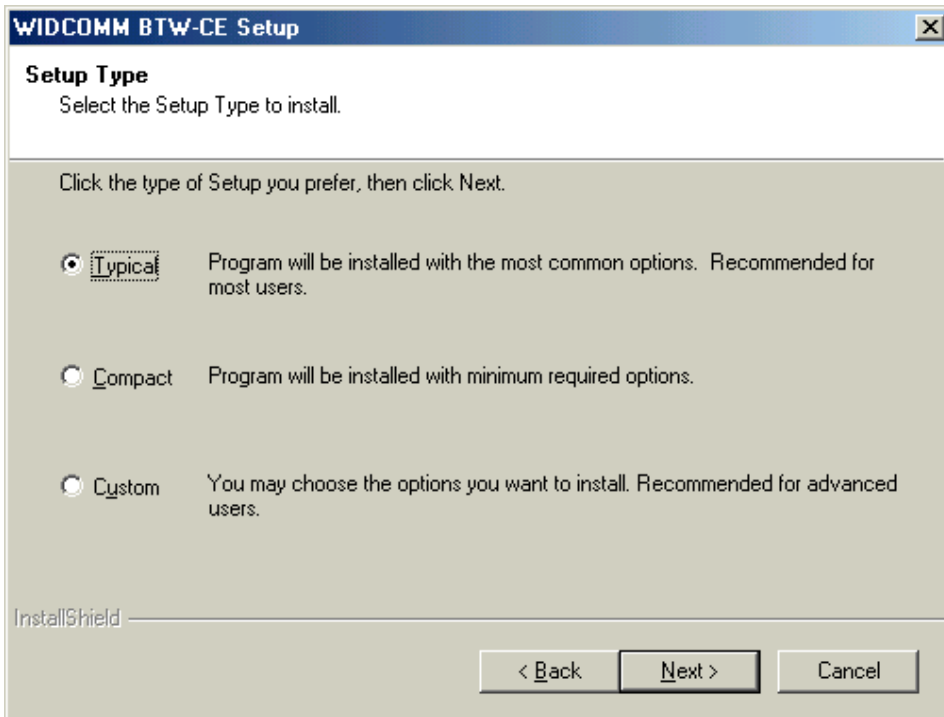 WIDCOMM BTW-CE Setup
Setup Type
Select the Setup Type to install.
Click the type of Setup you prefer, then click Next.
Typical Program will be installed with the most common options. Recommended for
most users.
Compact Program will be installed with minimum required options.
Custom You may choose the options you want to install. Recommended for advanced
users.
InstallShield
< Back Next > Cancel